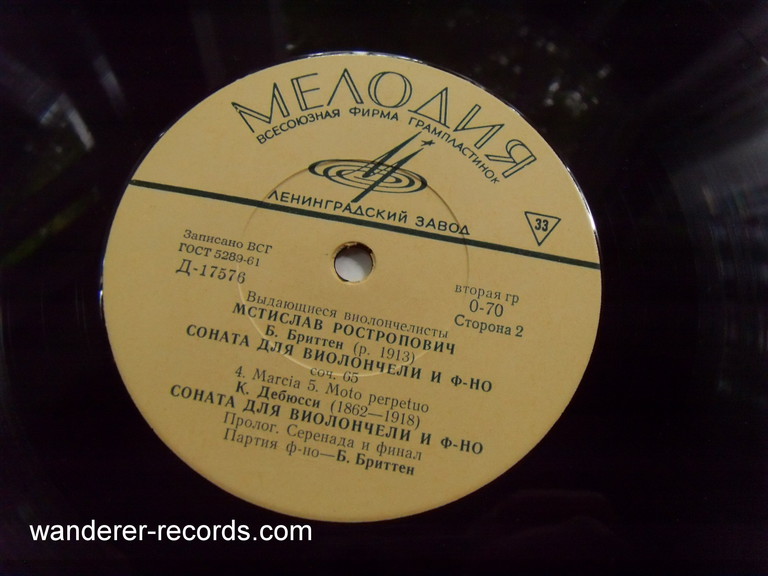 МЕЛОДИЯ
ВСЕСОЮЗНАЯ ФИРМА ГРАМПЛАСТИНОК
ЛЕНИНГРАДСКИЙ ЗАВОД
33
Записано ВСГ
ГОСТ 5289-61
Д-17576
вторая гр
0-70
Сторона 2
Выдающиеся виолончелисты
МСТИСЛАВ РОСТРОПОВИЧ
Б. Бриттен (р. 1913)
СОНАТА ДЛЯ ВИОЛОНЧЕЛИ И Ф-НО
соч. 65
4. Marcia 5. Moto perpetuo
К. Дебюсси (1862—1918)
СОНАТА ДЛЯ ВИОЛОНЧЕЛИ И Ф-НО
Пролог. Серенада и финал
Партия ф-по—Б. Бриттен
wanderer-records.com